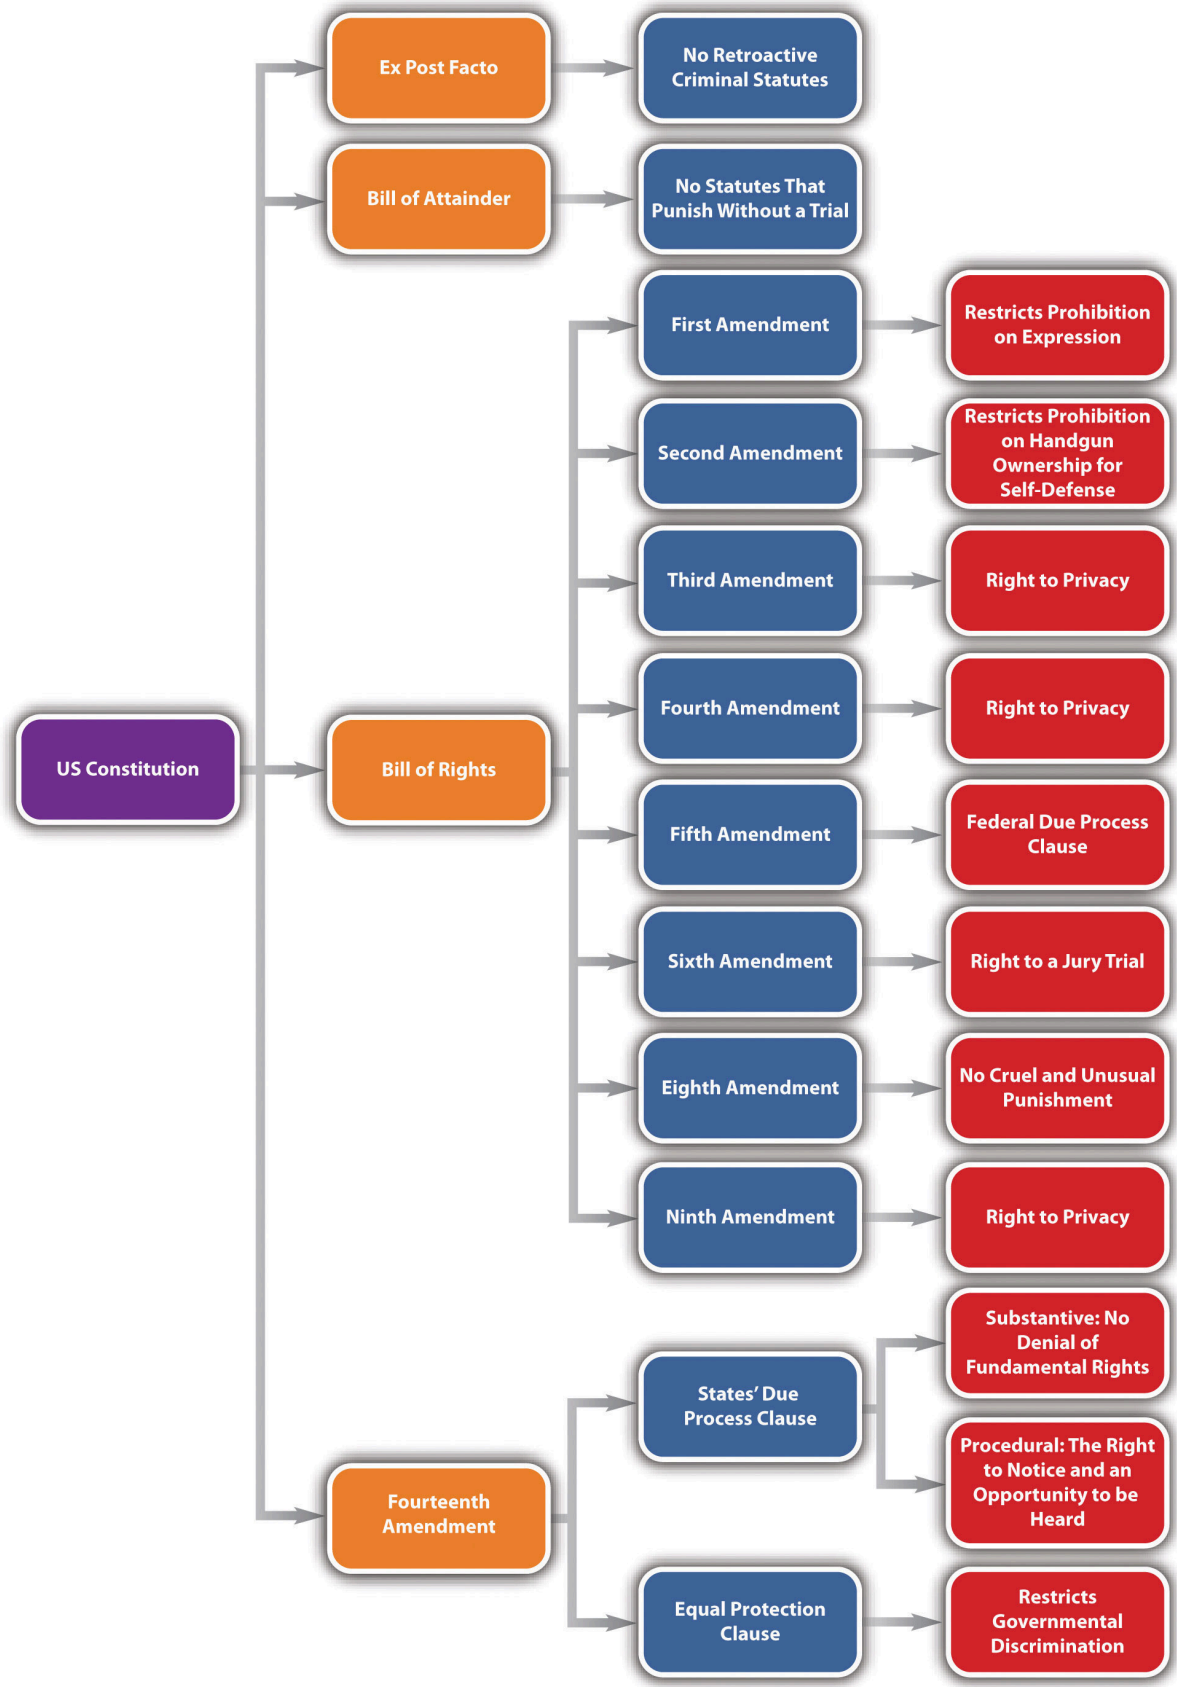 Ex Post Facto
No Retroactive
Criminal Statutes
Bill of Attainder
No Statutes That
Punish Without a Trial
First Amendment
Restricts Prohibition
on Expression
Second Amendment
Restricts Prohibition
on Handgun
Ownership for
Self-Defense
Third Amendment
Right to Privacy
Fourth Amendment
Right to Privacy
US Constitution
Bill of Rights
Fifth Amendment
Federal Due Process
Clause
Sixth Amendment
Right to a Jury Trial
Eighth Amendment
No Cruel and Unusual
Punishment
Ninth Amendment
Right to Privacy
States’ Due
Process Clause
Substantive: No
Denial of
Fundamental Rights
Procedural: The Right
to Notice and an
Opportunity to be
Heard
Fourteenth
Amendment
Equal Protection
Clause
Restricts
Governmental
Discrimination